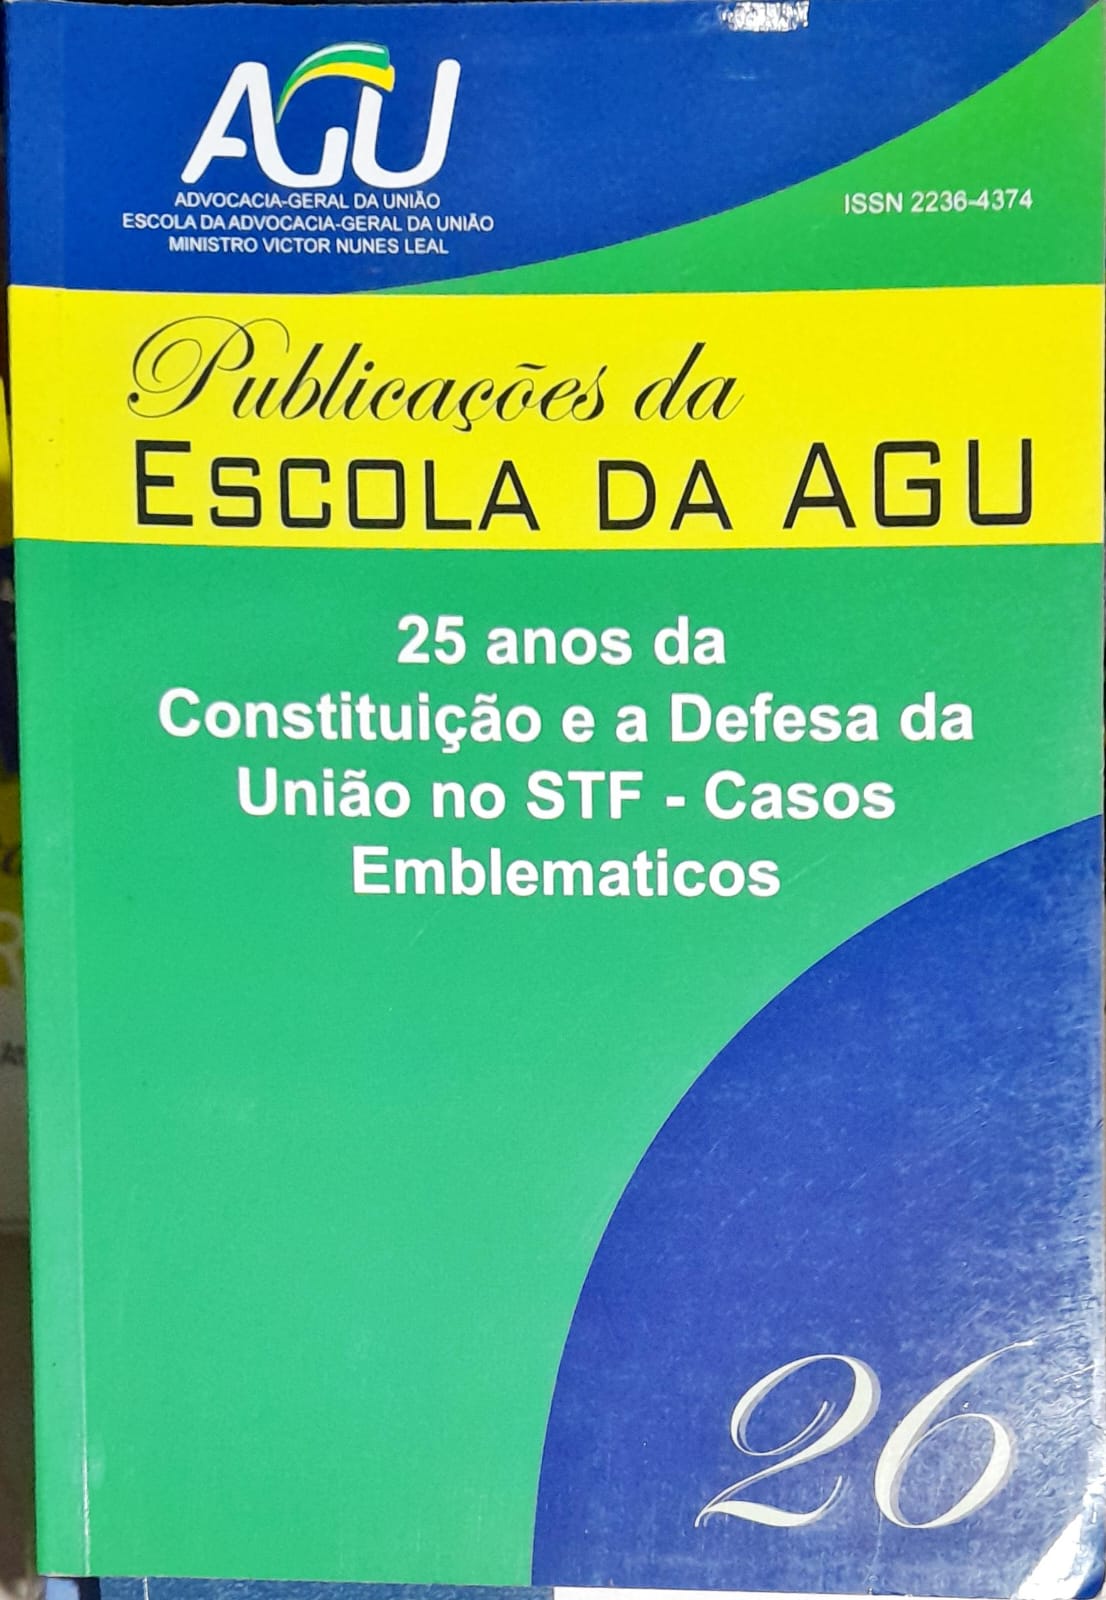 AGU
ADVOCACIA-GERAL DA UNIÃO
ESCOLA DA ADVOCACIA-GERAL DA UNIÃO
MINISTRO VICTOR NUNES LEAL
ISSN 2236-4374
Publicações da
ESCOLA DA AGU
25 anos da
Constituição e a Defesa da
União no STF - Casos
Emblematicos
26